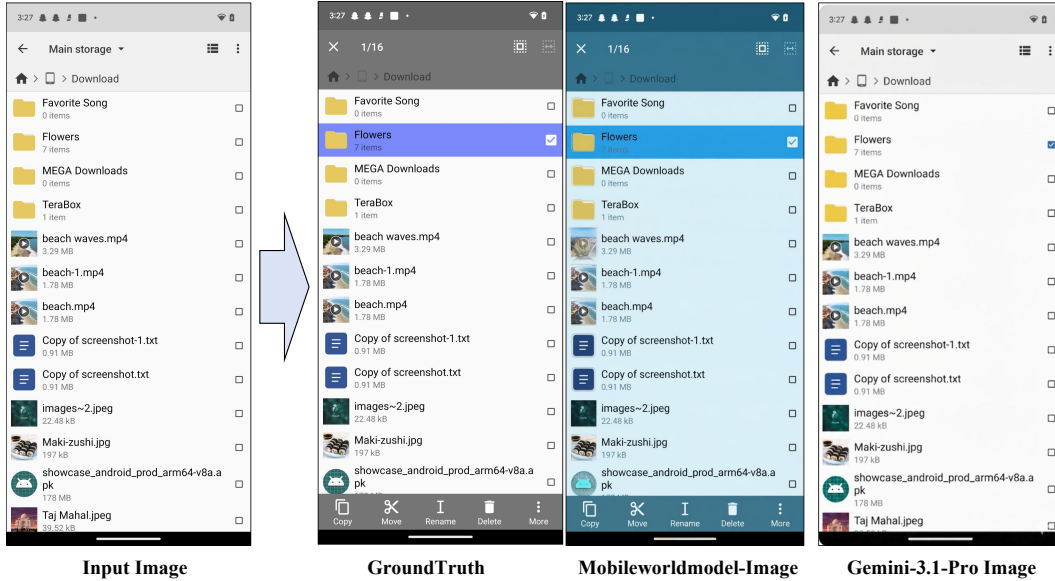 3:27
Main storage
> Download
Favorite Song
0 items
Flowers
7 items
MEGA Downloads
0 items
TeraBox
1 item
beach waves.mp4
3.29 MB
beach-1.mp4
1.78 MB
beach.mp4
1.78 MB
Copy of screenshot-1.txt
0.91 MB
Copy of screenshot.txt
0.91 MB
images~2.jpeg
22.48 kB
Maki-zushi.jpg
197 kB
showcase_android_prod_arm64-v8a.a
pk
178 MB
Taj Mahal.jpeg
39.52 kB
Input Image
3:27
1/16
> Download
Favorite Song
0 items
Flowers
7 items
MEGA Downloads
0 items
TeraBox
1 item
beach waves.mp4
3.29 MB
beach-1.mp4
1.78 MB
beach.mp4
1.78 MB
Copy of screenshot-1.txt
0.91 MB
Copy of screenshot.txt
0.91 MB
images~2.jpeg
22.48 kB
Maki-zushi.jpg
197 kB
showcase_android_prod_arm64-v8a.a
pk
Copy Move Rename Delete More
GroundTruth
3:27
1/16
> Download
Favorite Song
0 items
Flowers
7 items
MEGA Downloads
0 items
TeraBox
1 item
beach waves.mp4
3.29 MB
beach-1.mp4
1.78 MB
beach.mp4
1.78 MB
Copy of screenshot-1.txt
0.91 MB
Copy of screenshot.txt
0.91 MB
images~2.jpeg
22.48 kB
Maki-zushi.jpg
197 kB
showcase_android_prod_arm64-v8a.a
pk
Copy Move Rename Delete More
Mobileworldmodel-Image
3:27
Main storage
> Download
Favorite Song
0 items
Flowers
7 items
MEGA Downloads
0 items
TeraBox
1 item
beach waves.mp4
3.29 MB
beach-1.mp4
1.78 MB
beach.mp4
1.78 MB
Copy of screenshot-1.txt
0.91 MB
Copy of screenshot.txt
0.91 MB
images~2.jpeg
22.48 kB
Maki-zushi.jpg
197 kB
showcase_android_prod_arm64-v8a.a
pk
178 MB
Taj Mahal.jpeg
Gemini-3.1-Pro Image